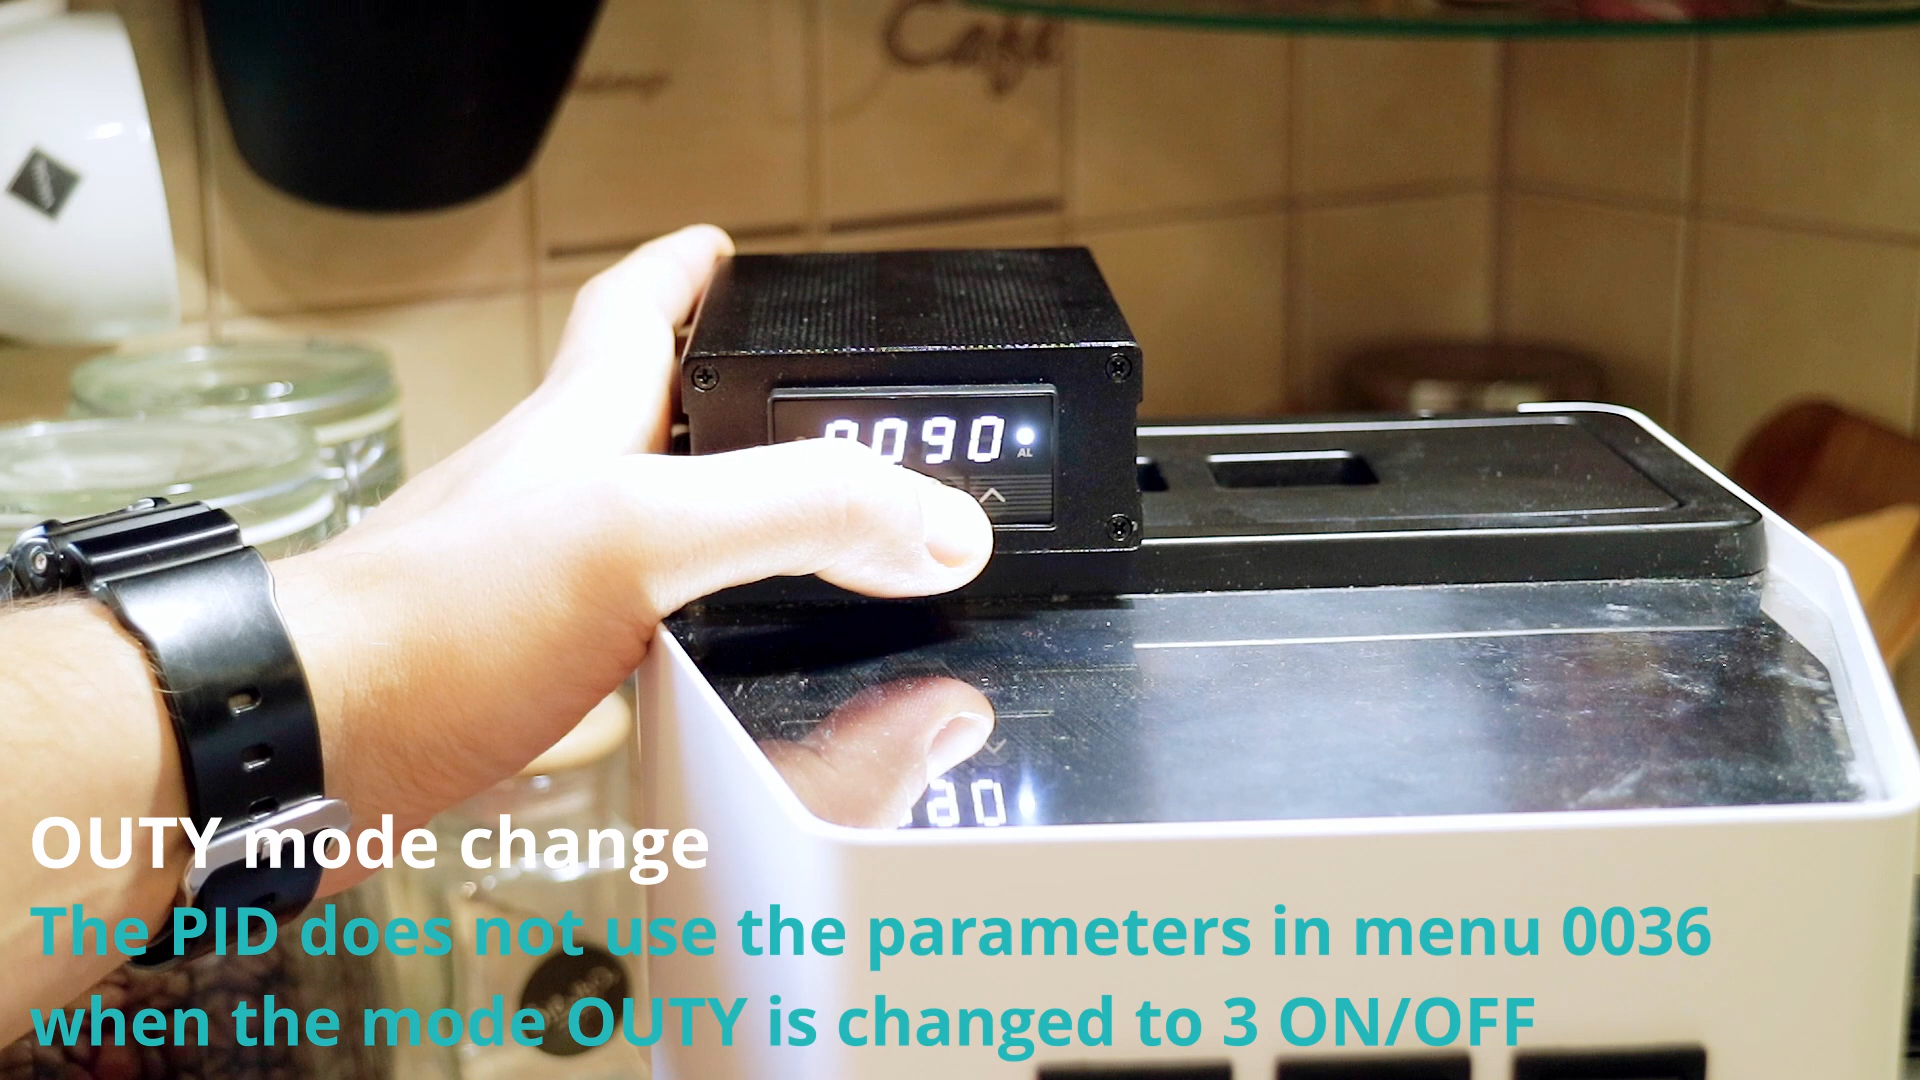 Café
0090
AL
OUTY mode change
The PID does not use the parameters in menu 0036
when the mode OUTY is changed to 3 ON/OFF